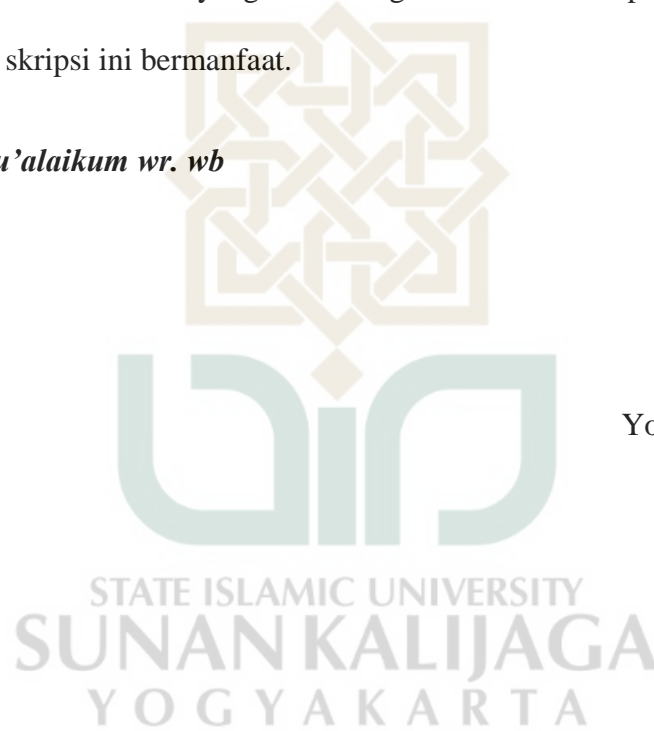 skripsi ini bermanfaat.
u’alaikum wr. wb
Yo
STATE ISLAMIC UNIVERSITY
SUNAN KALIJAGA
YOGYAKARTA